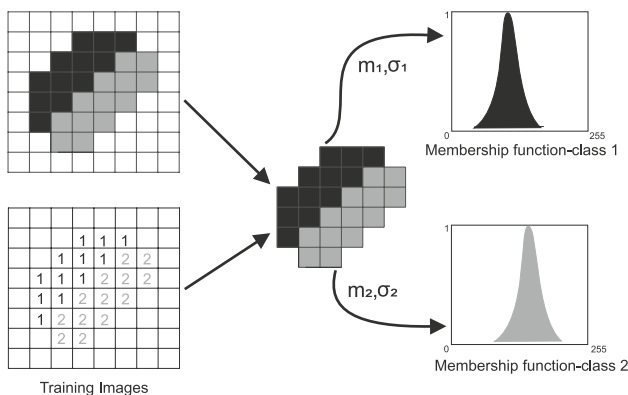 1
m₁,σ₁
0
255
Membership function-class 1
1 1 1
1 1 1 2 2
1 1 1 2 2 2
1 1 2 2 2
1 2 2 2
2 2
Training Images
m₂,σ₂
1
0
255
Membership function-class 2